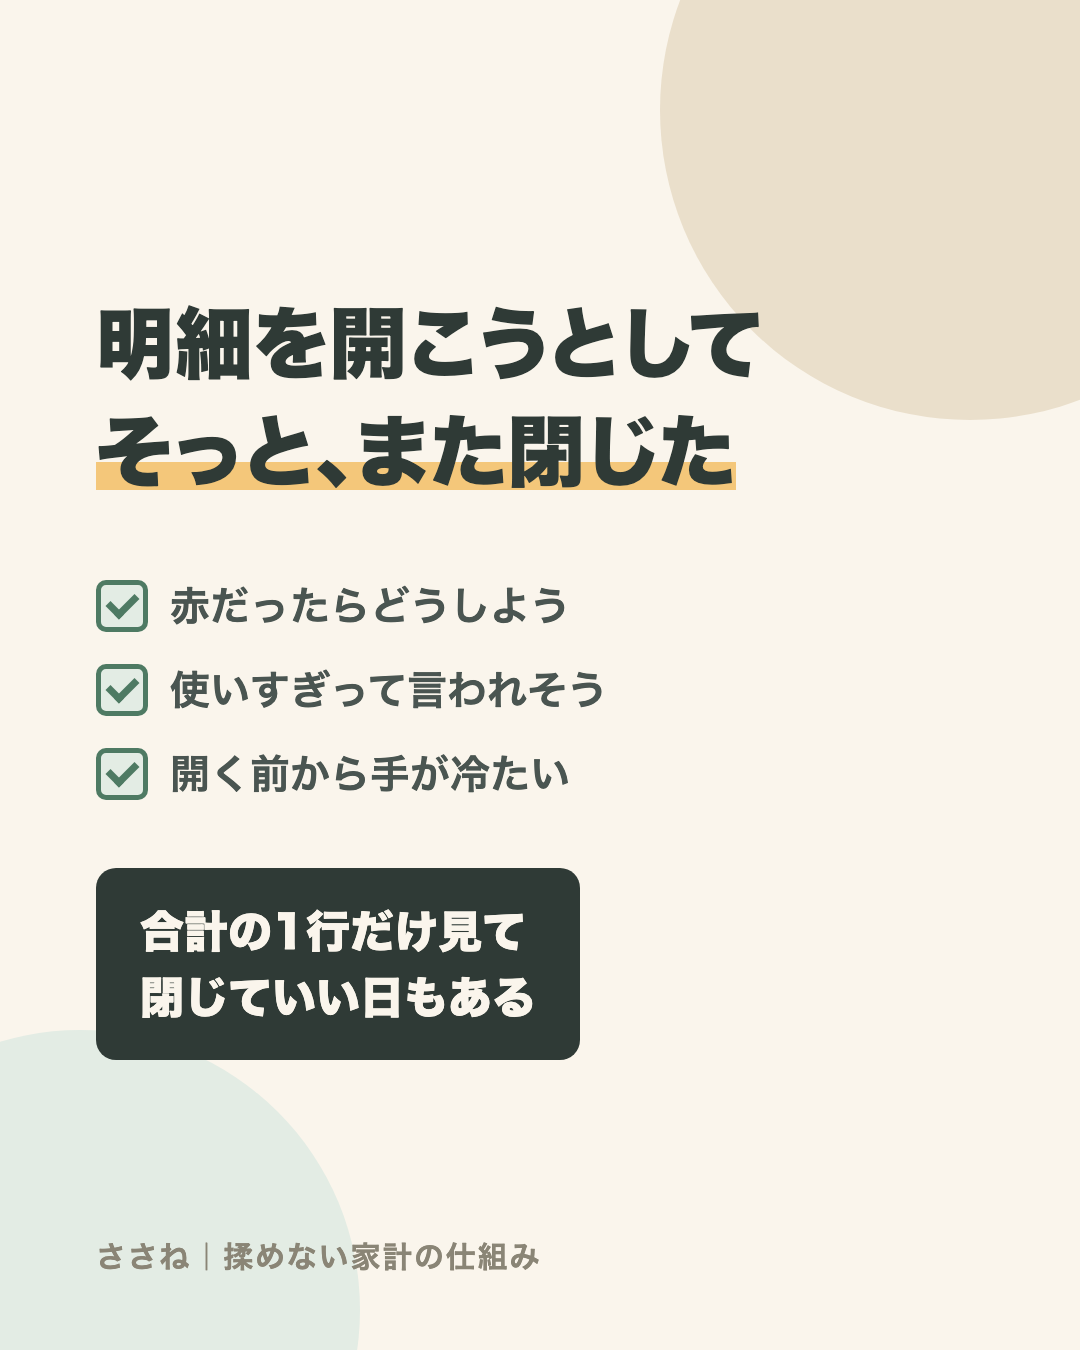 明細を開こうとして
そっと、また閉じた
赤だったらどうしよう
使いすぎって言われそう
開く前から手が冷たい
合計の1行だけ見て
閉じていい日もある
ささね｜揉めない家計の仕組み